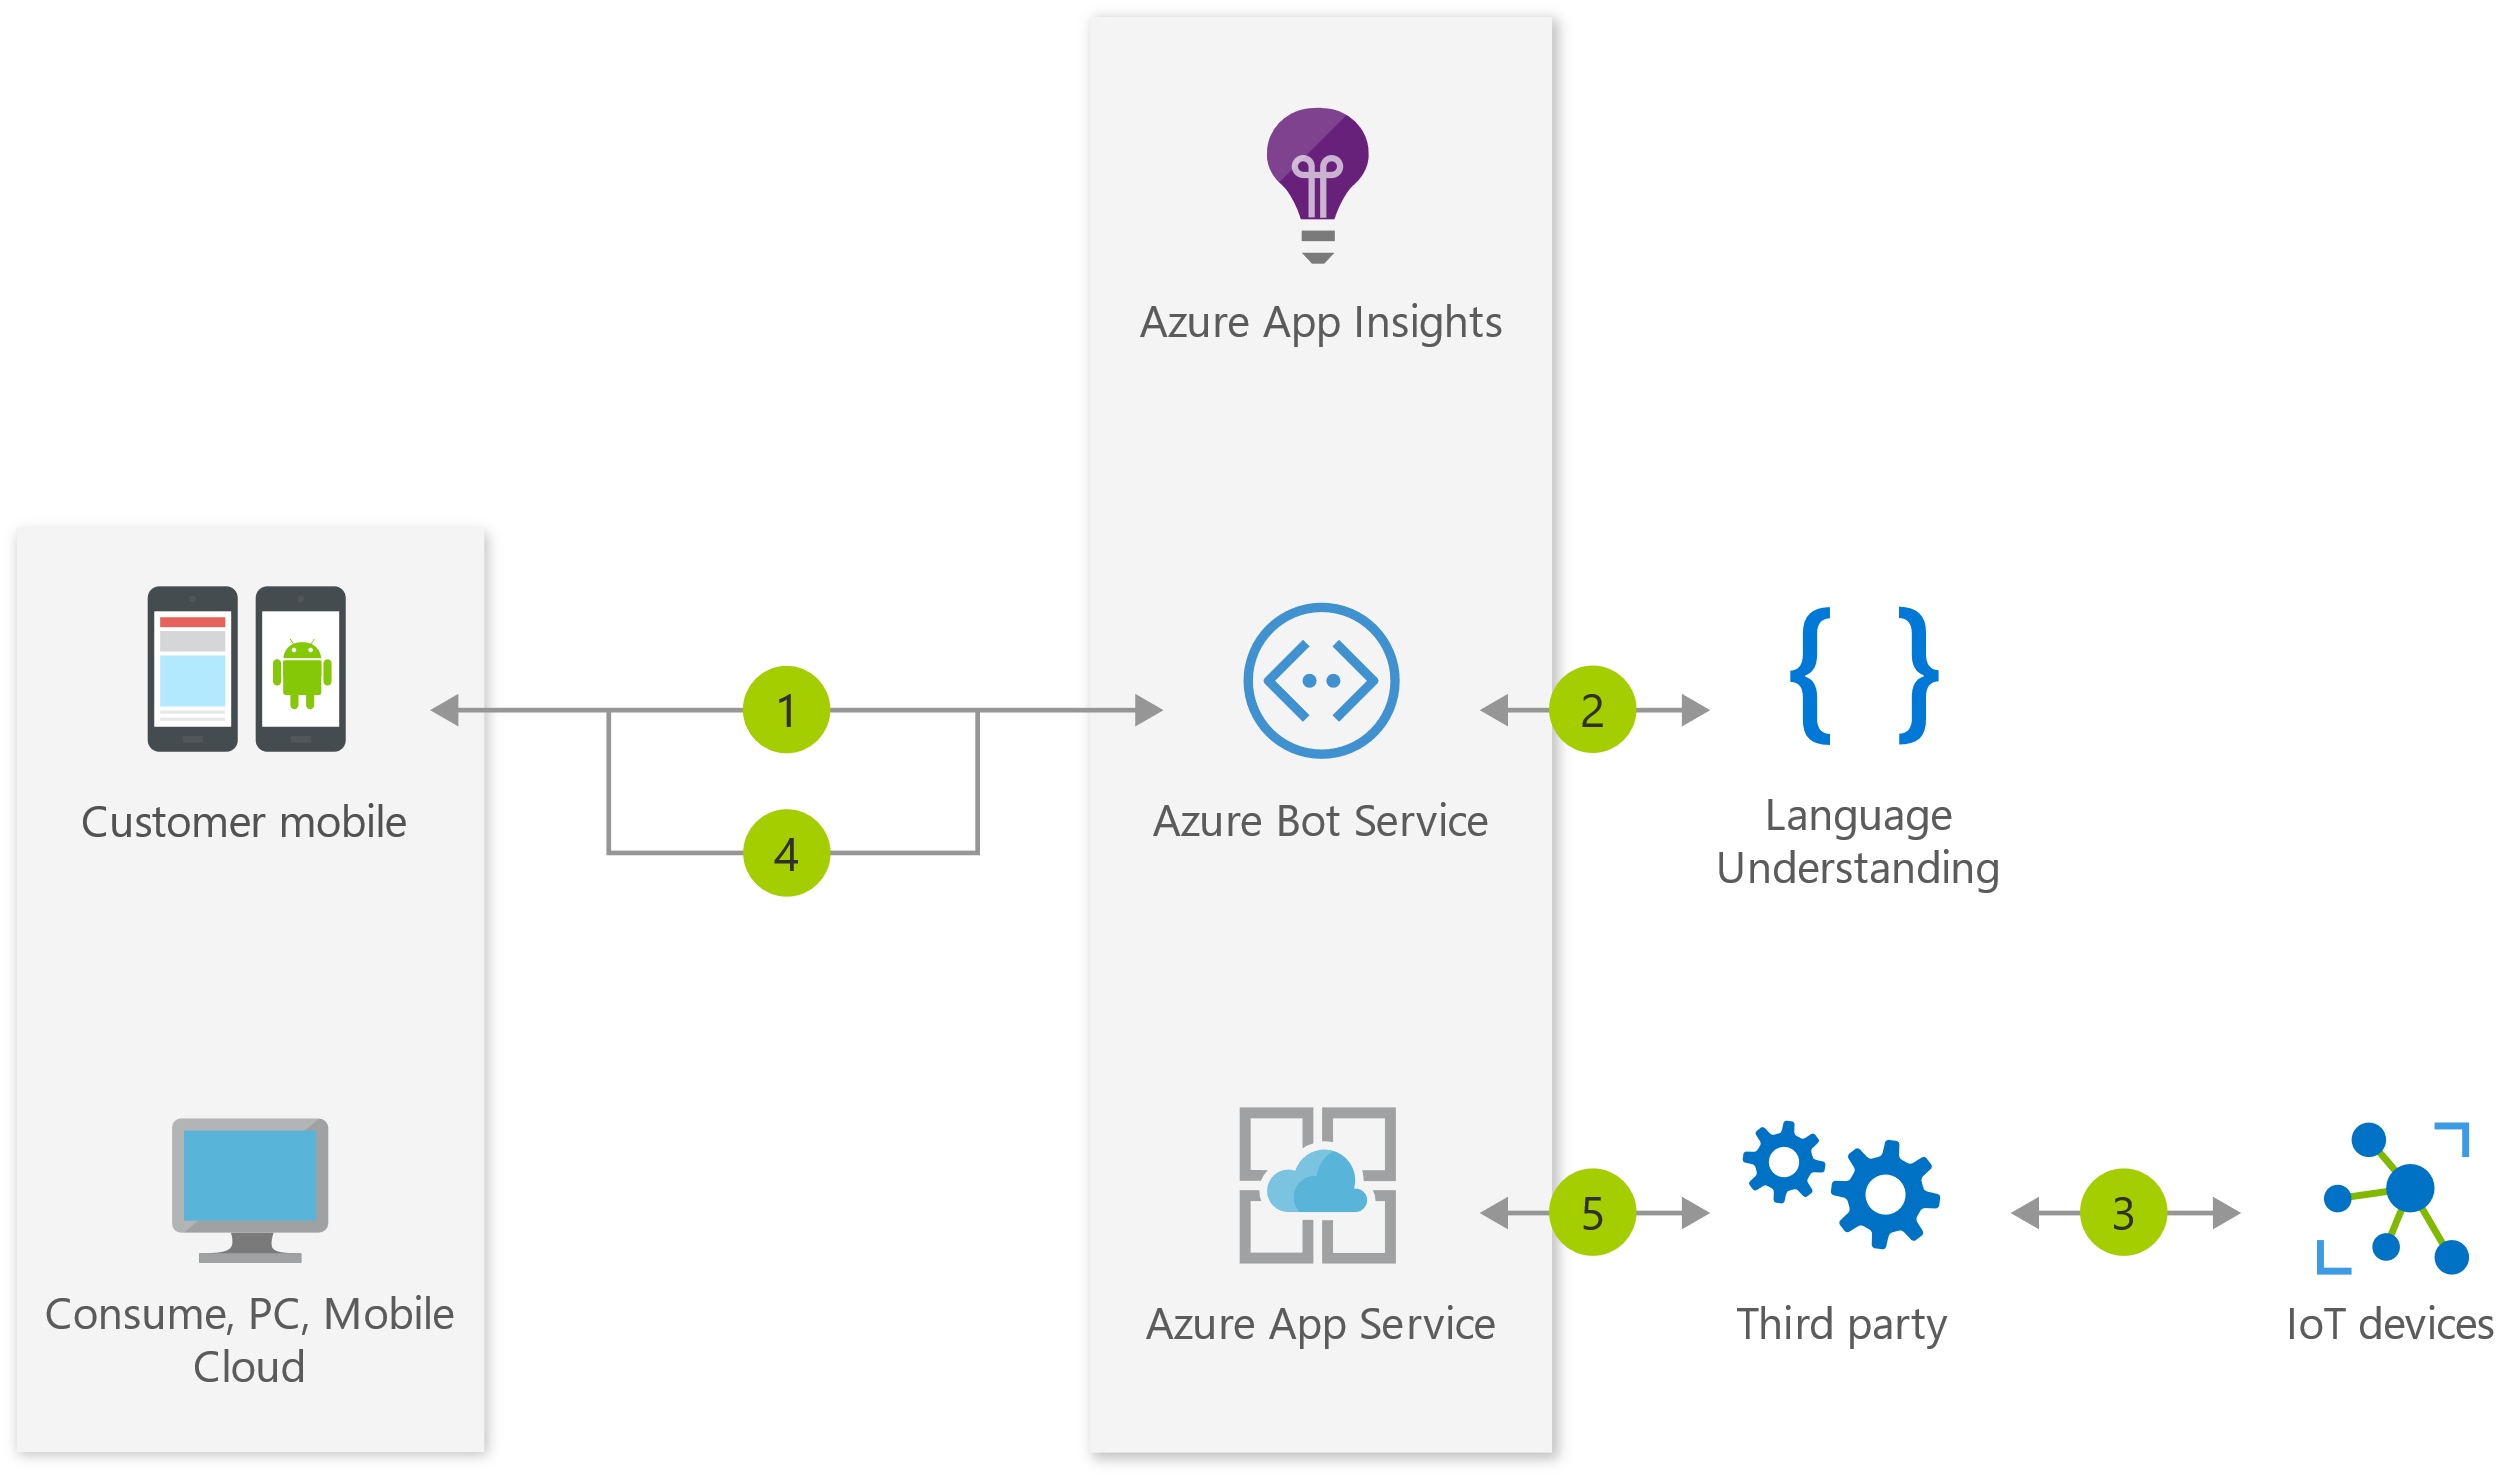 Azure App Insights
1
2
Customer mobile
Azure Bot Service
Language
Understanding
4
5
3
Consume, PC, Mobile
Cloud
Azure App Service
Third party
IoT devices